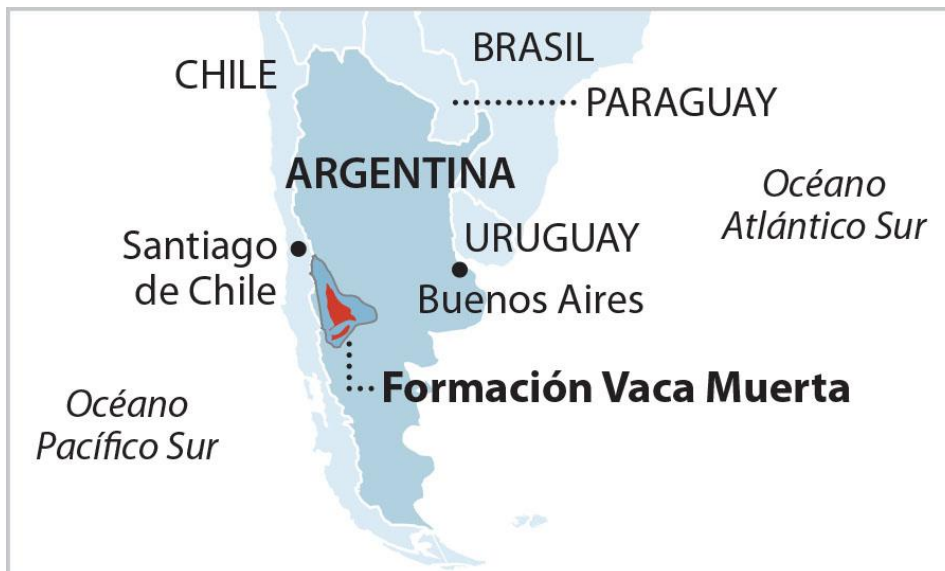 BRASIL
CHILE
PARAGUAY
ARGENTINA
Océano
Atlántico Sur
Santiago
de Chile
URUGUAY
Buenos Aires
Formación Vaca Muerta
Océano
Pacífico Sur